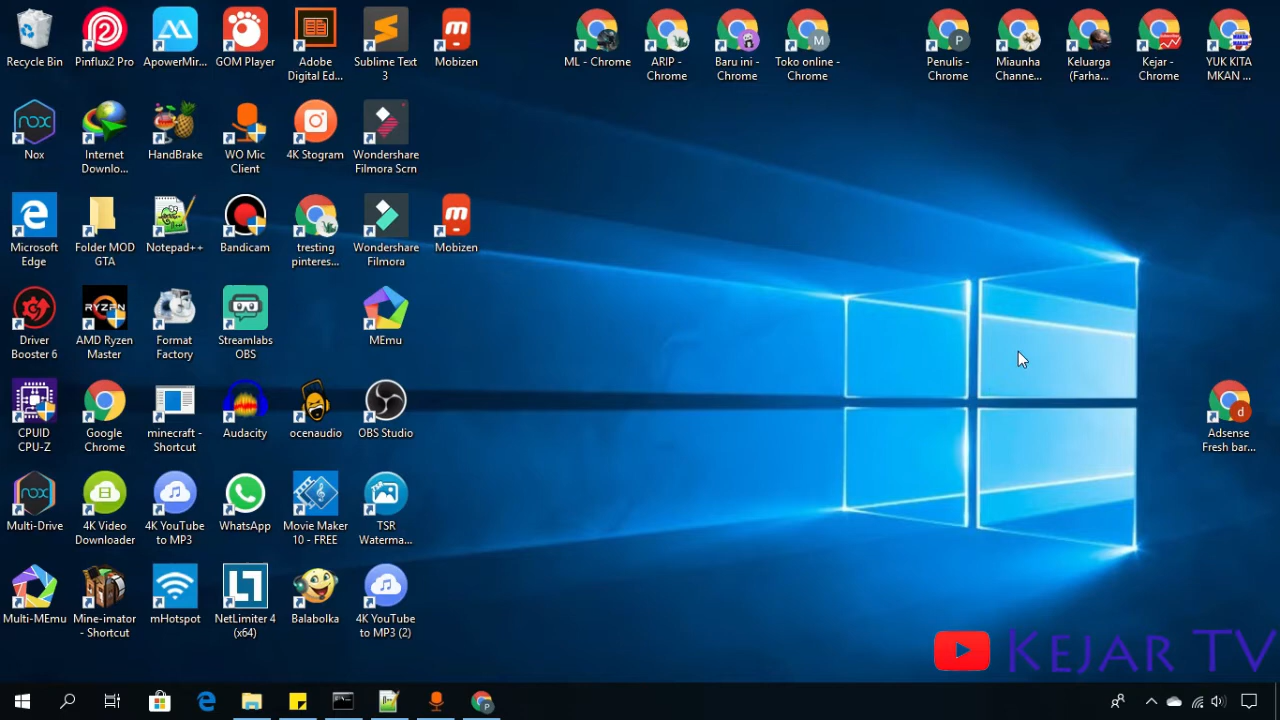 Recycle Bin
Pinflux2 Pro
ApowerMir...
GOM Player
Adobe
Digital Ed...
Sublime Text
3
Mobizen
ML - Chrome
ARIP -
Chrome
Baru ini -
Chrome
Toko online -
Chrome
Penulis -
Chrome
Miaunha
Channe...
Keluarga
(Farha...
Kejar -
Chrome
YUK KITA
MKAN ...
Nox
Internet
Downlo...
HandBrake
WO Mic
Client
4K Stogram
Wondershare
Filmora Scrn
Microsoft
Edge
Folder MOD
GTA
Notepad++
Bandicam
tresting
pinteres...
Wondershare
Filmora
Mobizen
Driver
Booster 6
AMD Ryzen
Master
Format
Factory
Streamlabs
OBS
MEmu
CPUID
CPU-Z
Google
Chrome
minecraft -
Shortcut
Audacity
ocenaudio
OBS Studio
Adsense
Fresh bar...
Multi-Drive
4K Video
Downloader
4K YouTube
to MP3
WhatsApp
Movie Maker
10 - FREE
TSR
Waterma...
Multi-MEmu
Mine-imator
- Shortcut
mHotspot
NetLimiter 4
(x64)
Balabolka
4K YouTube
to MP3 (2)
KEJAR TV